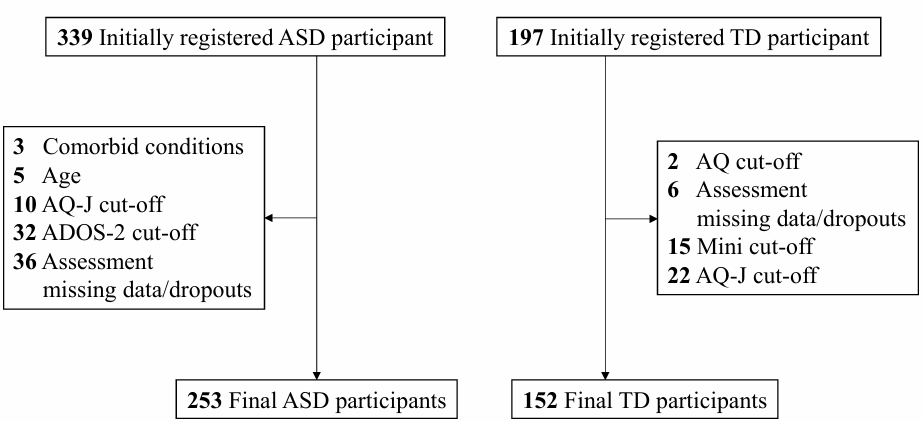 339 Initially registered ASD participant
197 Initially registered TD participant
3 Comorbid conditions
5 Age
10 AQ-J cut-off
32 ADOS-2 cut-off
36 Assessment
missing data/dropouts
2 AQ cut-off
6 Assessment
missing data/dropouts
15 Mini cut-off
22 AQ-J cut-off
253 Final ASD participants
152 Final TD participants